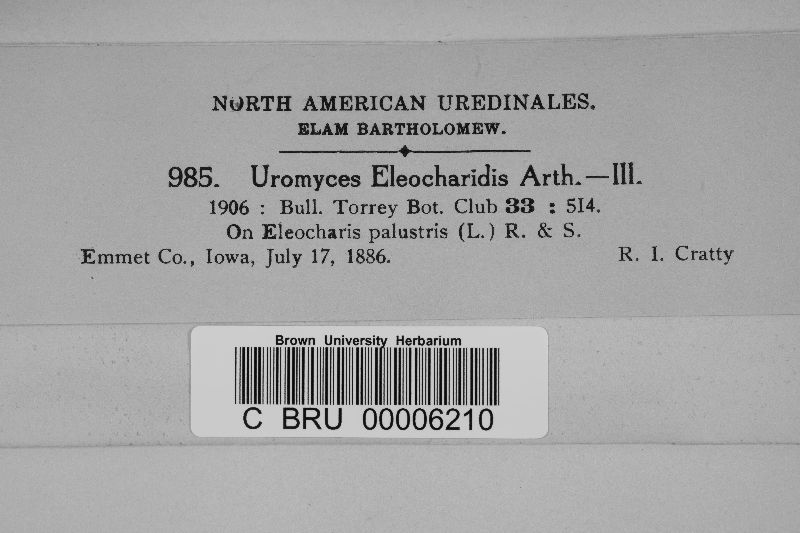 NORTH AMERICAN UREDINALES.
ELAM BARTHOLOMEW.
985. Uromyces Eleocharidis Arth.—III.
1906 : Bull. Torrey Bot. Club 33 : 514.
On Eleocharis palustris (L.) R. & S.
Emmet Co., Iowa, July 17, 1886. R. I. Cratty
Brown University Herbarium
C BRU 00006210